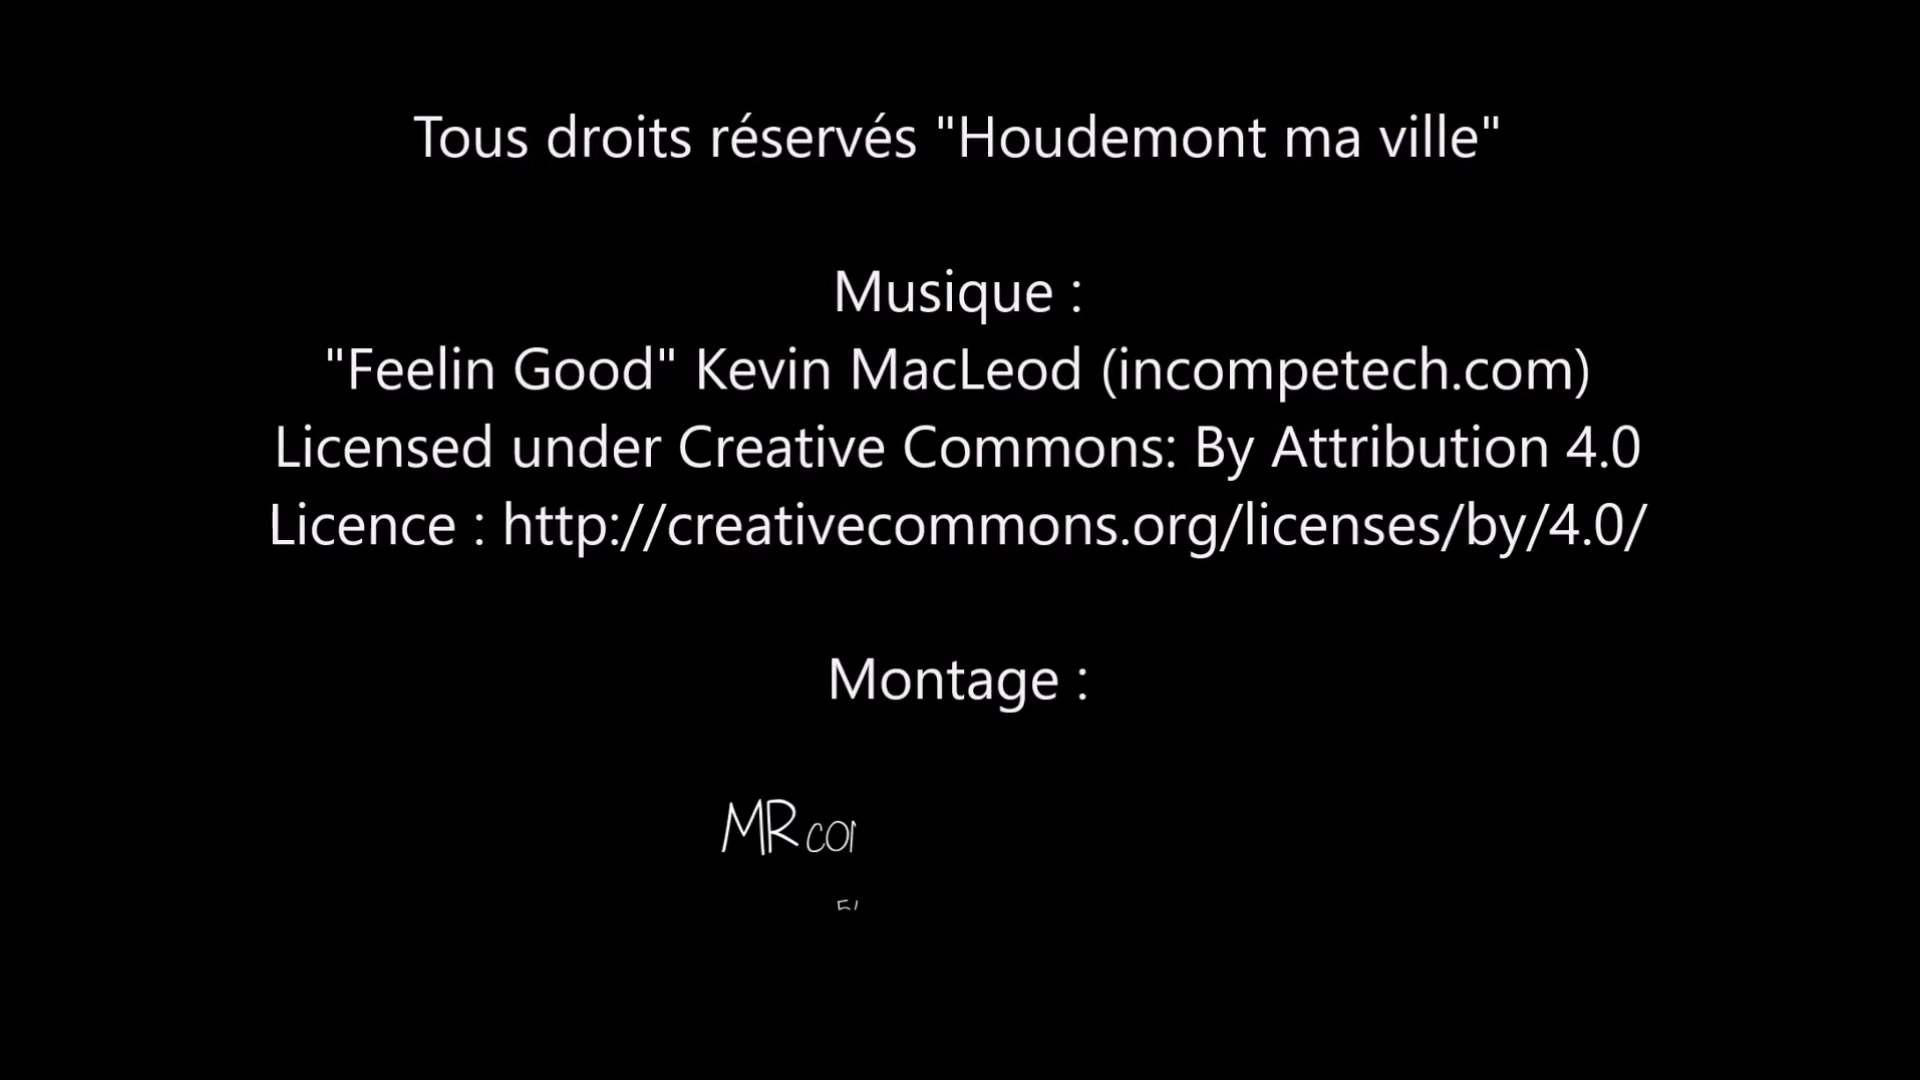 Tous droits réservés "Houdemont ma ville"
Musique :
"Feelin Good" Kevin MacLeod (incompetech.com)
Licensed under Creative Commons: By Attribution 4.0
Licence : http://creativecommons.org/licenses/by/4.0/
Montage :
MR